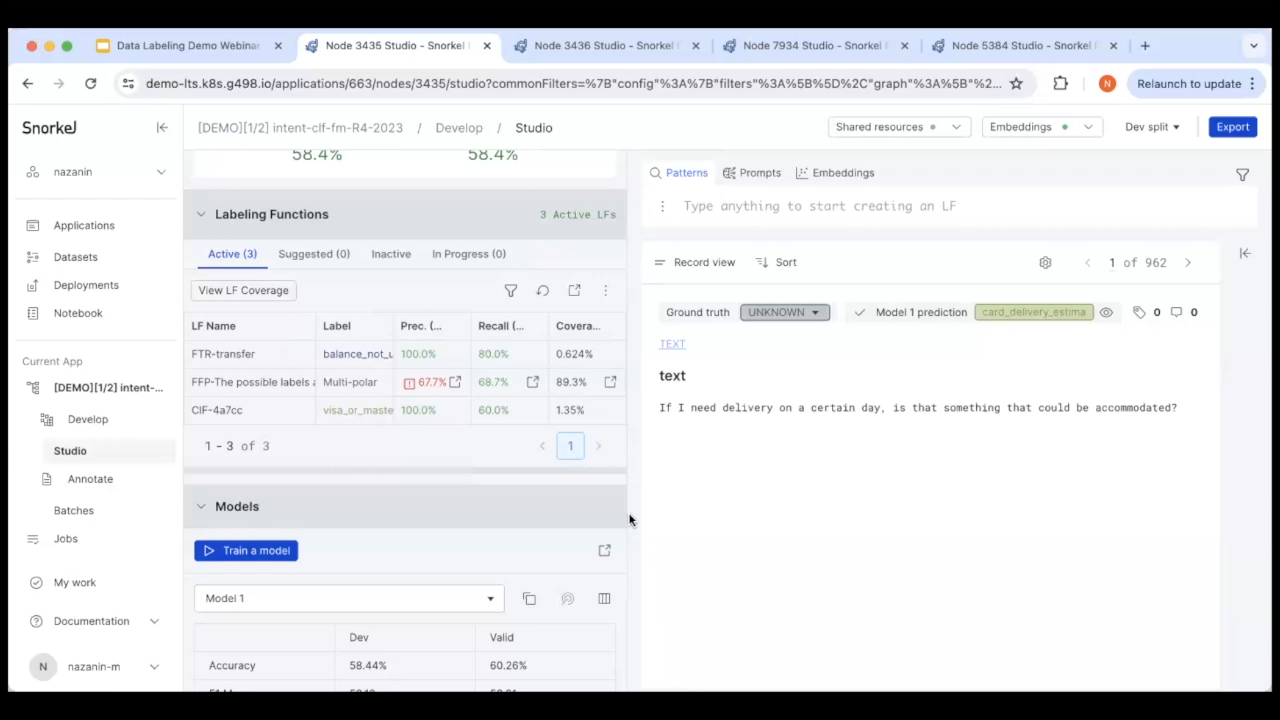 Data Labeling Demo Webinar
Node 3435 Studio - Snorkel
Node 3436 Studio - Snorkel
Node 7934 Studio - Snorkel
Node 5384 Studio - Snorkel
demo-lts.k8s.g498.io/applications/663/nodes/3435/studio?commonFilters=%7B"config"%3A%7B"filters"%3A%5B%5D%2C"graph"%3A%5B"%2...
N
Relaunch to update
Snorkel
[DEMO][1/2] intent-clf-fm-R4-2023 / Develop / Studio
Shared resources
Embeddings
Dev split
Export
nazanin
Applications
Datasets
Deployments
Notebook
Current App
[DEMO][1/2] intent-...
Develop
Studio
Annotate
Batches
Jobs
My work
Documentation
N nazanin-m
58.4% 58.4%
Labeling Functions 3 Active LFs
Active (3) Suggested (0) Inactive In Progress (0)
View LF Coverage
LF Name Label Prec. (... Recall (... Covera...
FTR-transfer balance_not_u 100.0% 80.0% 0.624%
FFP-The possible labels a Multi-polar 67.7% 68.7% 89.3%
CIF-4a7cc visa_or_maste 100.0% 60.0% 1.35%
1 - 3 of 3 1
Models
Train a model
Model 1
Dev Valid
Accuracy 58.44% 60.26%
Patterns Prompts Embeddings
Type anything to start creating an LF
Record view Sort 1 of 962
Ground truth UNKNOWN Model 1 prediction card_delivery_estima 0 0
TEXT
text
If I need delivery on a certain day, is that something that could be accommodated?